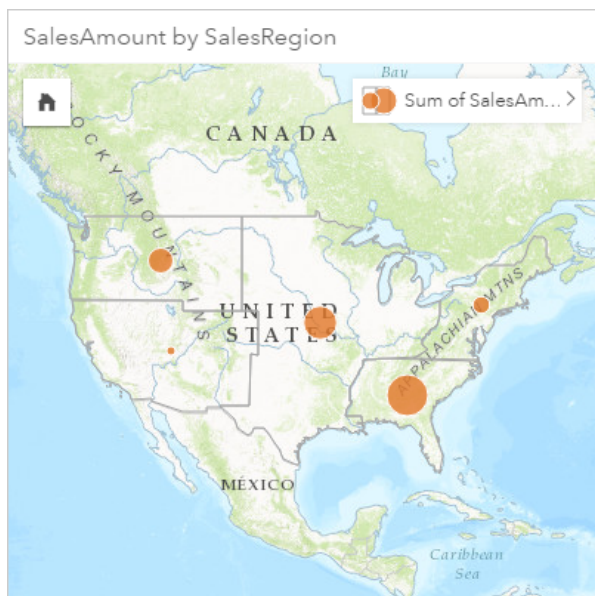 SalesAmount by SalesRegion
Bay
Sum of SalesAm...
CANADA
ROCKY MOUNTAINS
UNITED
STATES
APPALACHIAN MTNS
MÉXICO
Caribbean
Sea